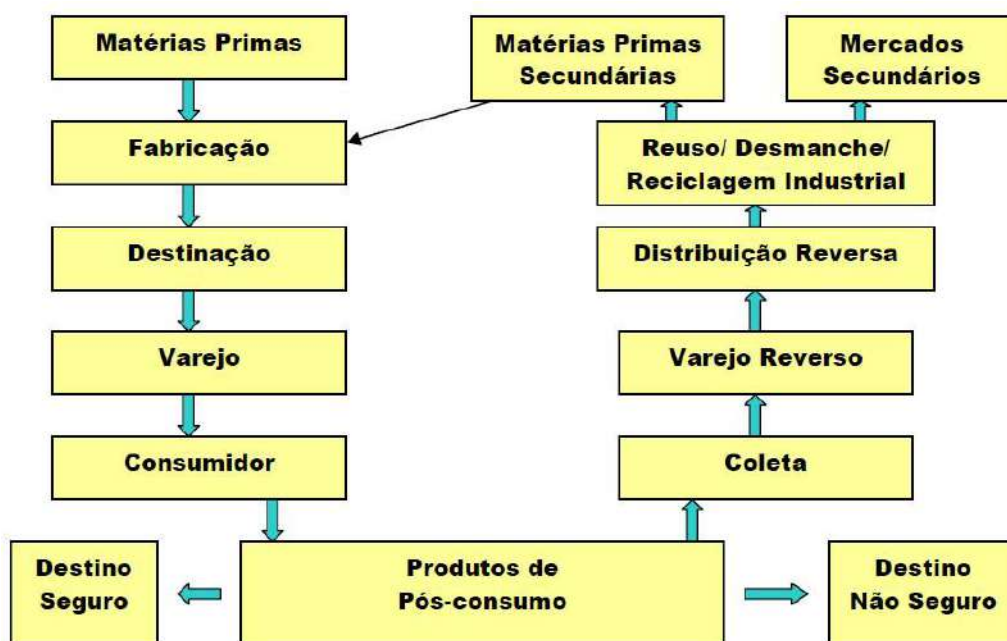 Matérias Primas
Matérias Primas
Secundárias
Mercados
Secundários
Fabricação
Reuso/ Desmanche/
Reciclagem Industrial
Destinação
Distribuição Reversa
Varejo
Varejo Reverso
Consumidor
Coleta
Destino
Seguro
Produtos de
Pós-consumo
Destino
Não Seguro